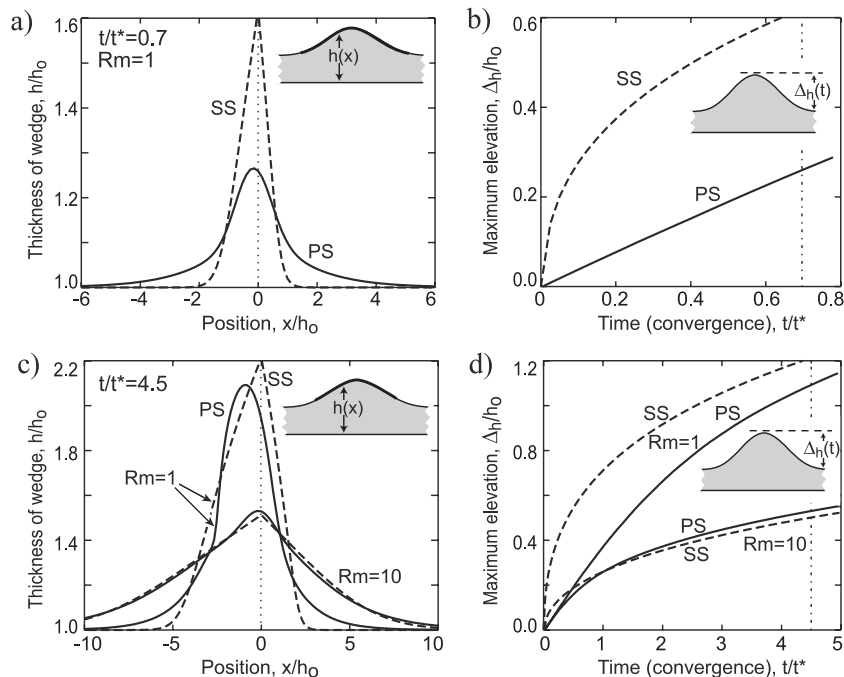 a)
t/t*=0.7
Rm=1
h(x)
SS
PS
Thickness of wedge, h/ho
1.6
1.4
1.2
1.0
-6 -4 -2 0 2 4 6
Position, x/ho
b)
SS
PS
Δh(t)
Maximum elevation, Δh/ho
0.6
0.4
0.2
0.0
0 0.2 0.4 0.6 0.8
Time (convergence), t/t*
c)
t/t*=4.5
SS
PS
h(x)
Rm=1
Rm=10
Thickness of wedge, h/ho
2.2
1.8
1.4
1.0
-10 -5 0 5 10
Position, x/ho
d)
SS
PS
Rm=1
Δh(t)
PS
SS
Rm=10
Maximum elevation, Δh/ho
1.2
0.8
0.4
0.0
0 1 2 3 4 5
Time (convergence), t/t*